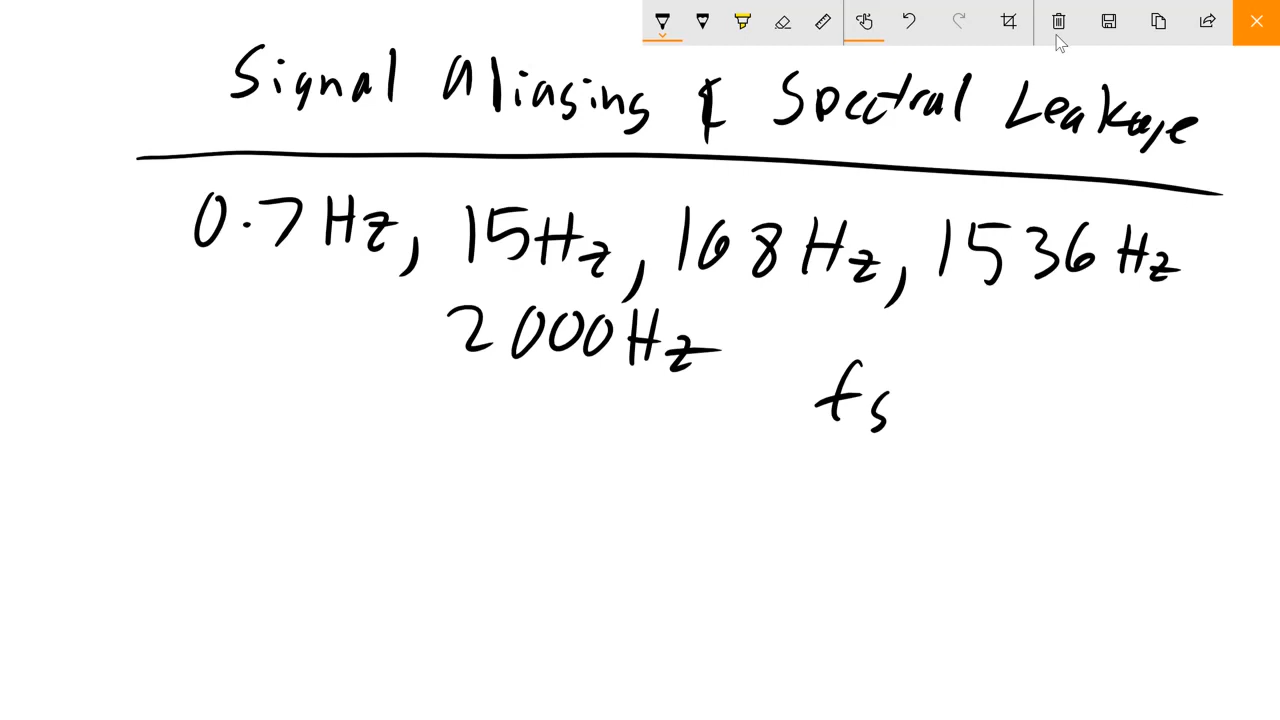 Signal Aliasing & Spectral Leakage
0.7 Hz, 15 Hz, 168 Hz, 1536 Hz
2000 Hz
fs